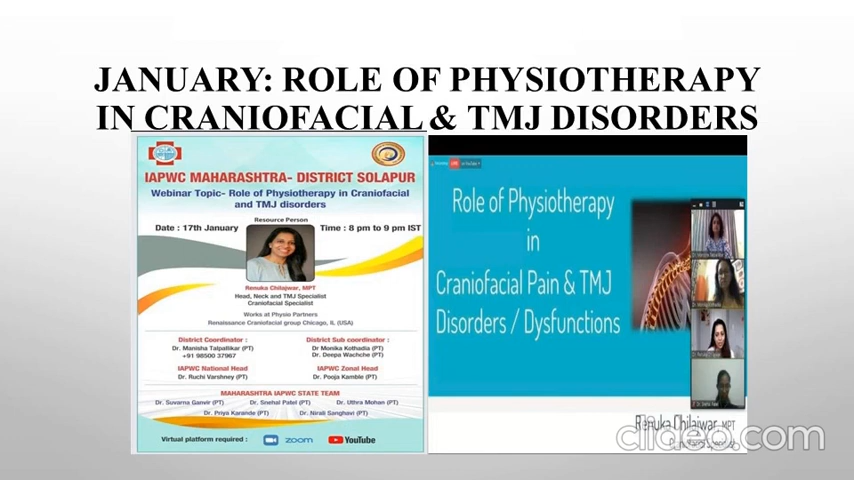 JANUARY: ROLE OF PHYSIOTHERAPY
IN CRANIOFACIAL & TMJ DISORDERS
IAPWC MAHARASHTRA- DISTRICT SOLAPUR
Webinar Topic- Role of Physiotherapy in Craniofacial
and TMJ disorders
Resource Person
Date : 17th January
Time : 8 pm to 9 pm IST
Renuka Chilajwar, MPT
Head, Neck and TMJ Specialist
Craniofacial Specialist
Works at Physio Partners
Renaissance Craniofacial group Chicago, IL (USA)
District Coordinator :
Dr. Manisha Talpallikar (PT)
+91 98500 37967
District Sub coordinator :
Dr Monika Kothadia (PT)
Dr. Deepa Wachche (PT)
IAPWC National Head
Dr. Ruchi Varshney (PT)
IAPWC Zonal Head
Dr. Pooja Kamble (PT)
MAHARASHTRA IAPWC STATE TEAM
Dr. Suvarna Ganvir (PT) Dr. Snehal Patel (PT) Dr. Uthra Mohan (PT)
Dr. Priya Karande (PT) Dr. Nirali Sanghavi (PT)
Virtual platform required : zoom YouTube
Role of Physiotherapy
in
Craniofacial Pain & TMJ
Disorders / Dysfunctions
Renuka Chilajwar, MPT
clideo.com